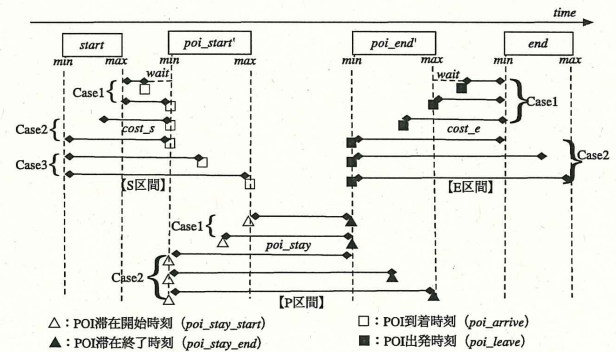 time
start poi_start' poi_end' end
min max min max min max min max
wait wait
Case1 Case1
Case2 cost_s cost_e
Case3 Case2
【S区間】 【E区間】
Case1
poi_stay
Case2
【P区間】
△：POI滞在開始時刻（poi_stay_start） □：POI到着時刻（poi_arrive）
▲：POI滞在終了時刻（poi_stay_end） ■：POI出発時刻（poi_leave）